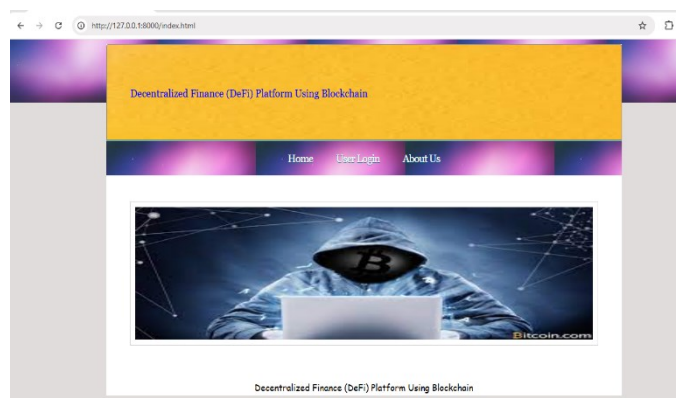 http://127.0.0.1:8000/index.html
Decentralized Finance (DeFi) Platform Using Blockchain
Home User Login About Us
Bitcoin.com
Decentralized Finance (DeFi) Platform Using Blockchain